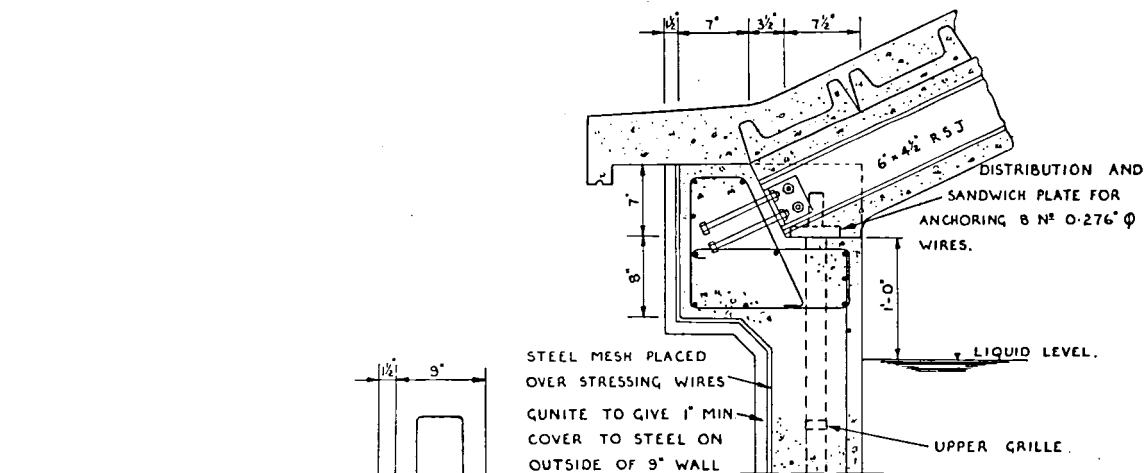 1½" 7" 3½" 7½"
6" × 4½" RSJ
DISTRIBUTION AND
SANDWICH PLATE FOR
ANCHORING 8 Nº 0·276" ϕ
WIRES.
7"
8"
1'-0"
LIQUID LEVEL.
STEEL MESH PLACED
OVER STRESSING WIRES
1½" 9"
GUNITE TO GIVE 1" MIN.
COVER TO STEEL ON
OUTSIDE OF 9" WALL
UPPER GRILLE.